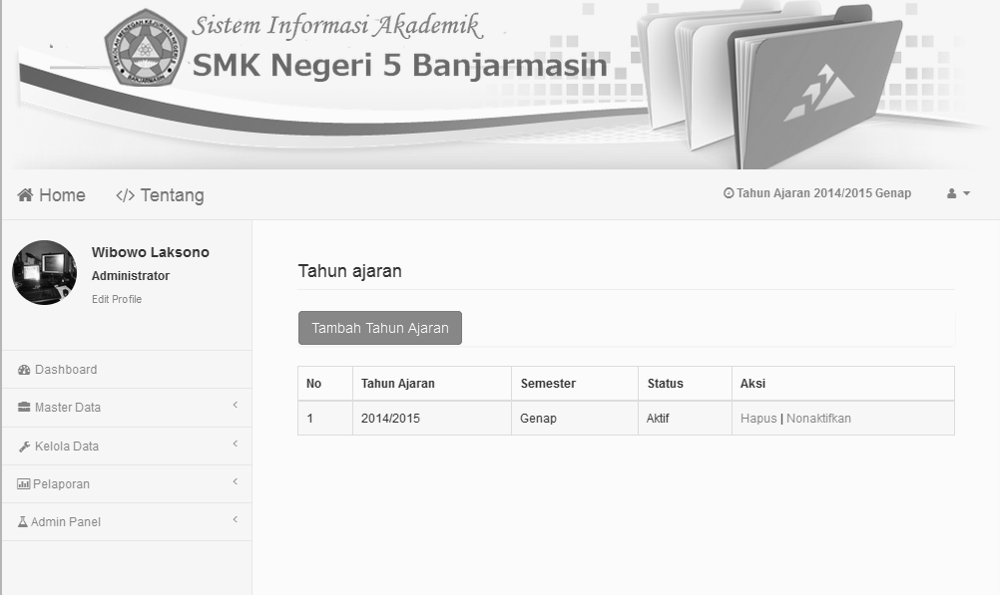 Sistem Informasi Akademik
SMK Negeri 5 Banjarmasin
BANJARMASIN
Home
Tentang
Tahun Ajaran 2014/2015 Genap
Wibowo Laksono
Administrator
Edit Profile
Dashboard
Master Data
Kelola Data
Pelaporan
Admin Panel
Tahun ajaran
Tambah Tahun Ajaran
No Tahun Ajaran Semester Status Aksi
1 2014/2015 Genap Aktif Hapus | Nonaktifkan